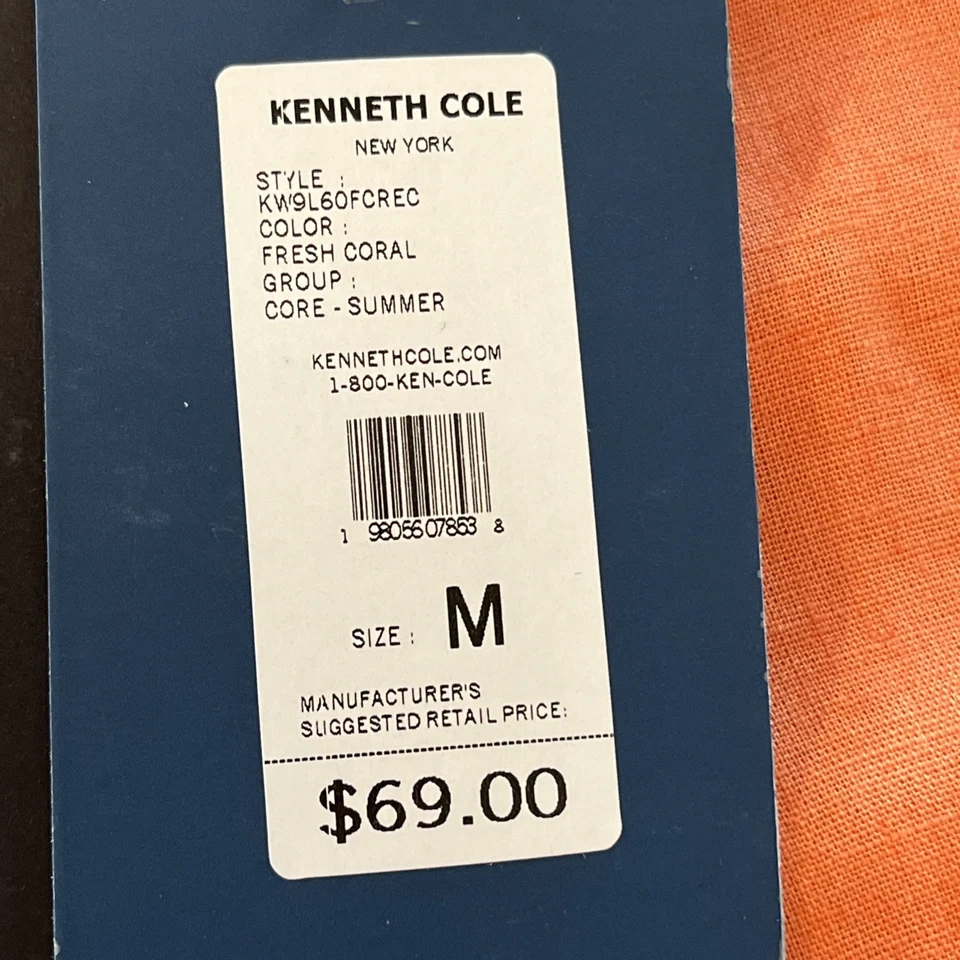 KENNETH COLE
NEW YORK
STYLE :
KW9L60FCREC
COLOR :
FRESH CORAL
GROUP :
CORE - SUMMER
KENNETHCOLE.COM
1-800-KEN-COLE
1 98056 07853 8
SIZE : M
MANUFACTURER'S
SUGGESTED RETAIL PRICE:
$69.00